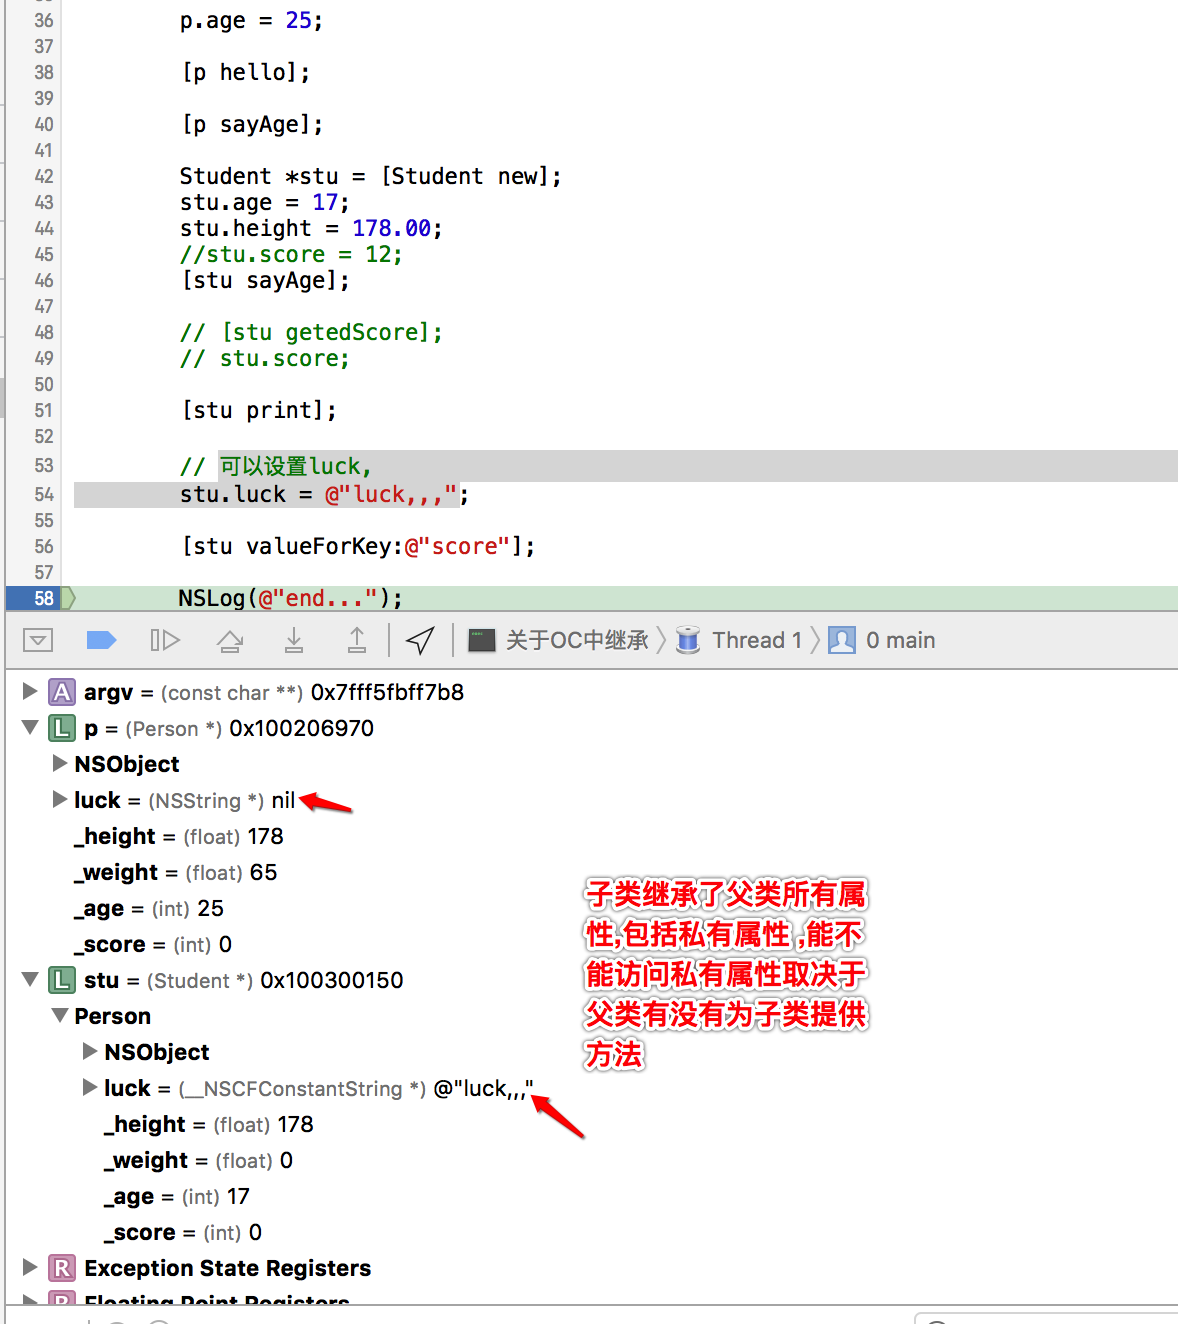 36 p.age = 25;
37
38 [p hello];
39
40 [p sayAge];
41
42 Student *stu = [Student new];
43 stu.age = 17;
44 stu.height = 178.00;
45 //stu.score = 12;
46 [stu sayAge];
47
48 // [stu getedScore];
49 // stu.score;
50
51 [stu print];
52
53 // 可以设置luck,
54 stu.luck = @"luck,,,";
55
56 [stu valueForKey:@"score"];
57
58 NSLog(@"end...");
关于OC中继承 Thread 1 0 main
A argv = (const char **) 0x7fff5fbff7b8
L p = (Person *) 0x100206970
NSObject
luck = (NSString *) nil
_height = (float) 178
_weight = (float) 65
_age = (int) 25
_score = (int) 0
L stu = (Student *) 0x100300150
Person
NSObject
luck = (__NSCFConstantString *) @"luck,,,"
_height = (float) 178
_weight = (float) 0
_age = (int) 17
_score = (int) 0
R Exception State Registers
R Floating Point Registers
子类继承了父类所有属
性,包括私有属性 ,能不
能访问私有属性取决于
父类有没有为子类提供
方法